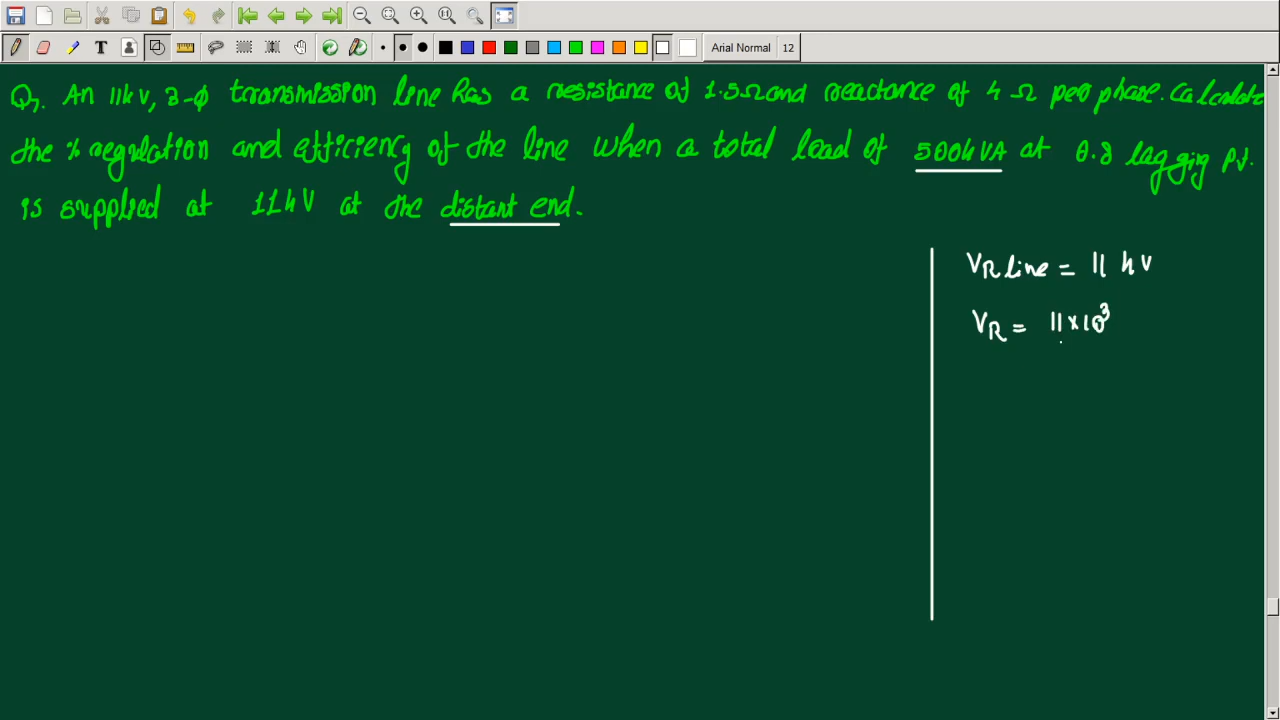 Arial Normal 12
Q. An 11kV, 3-ϕ transmission line has a resistance of 1.5Ω and reactance of 4 Ω per phase. Calculate
the % regulation and efficiency of the line when a total load of 500kVA at 0.8 lagging P.f.
is supplied at 11kV at the distant end.
VR line = 11 kV
VR = 11×10³